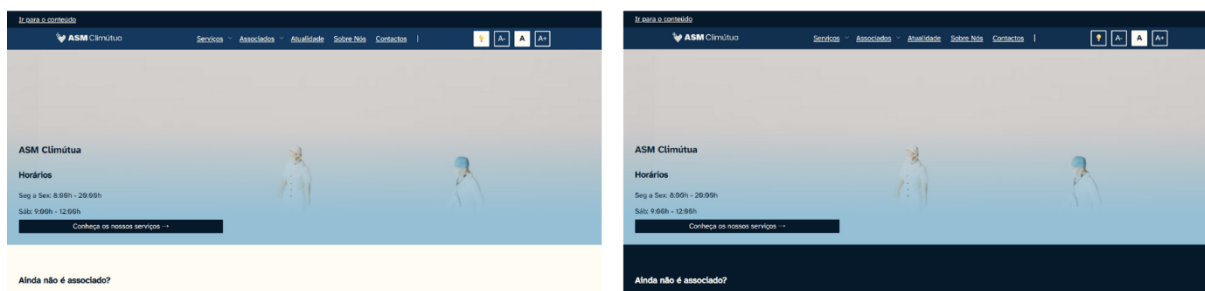 Ir para o conteúdo
ASM Climútua Serviços Associados Atualidade Sobre Nós Contactos | A- A A+
ASM Climútua
Horários
Seg a Sex: 8:00h - 20:00h
Sáb: 9:00h - 12:00h
Conheça os nossos serviços →
Ainda não é associado?
Ir para o conteúdo
ASM Climútua Serviços Associados Atualidade Sobre Nós Contactos | A- A A+
ASM Climútua
Horários
Seg a Sex: 8:00h - 20:00h
Sáb: 9:00h - 12:00h
Conheça os nossos serviços →
Ainda não é associado?